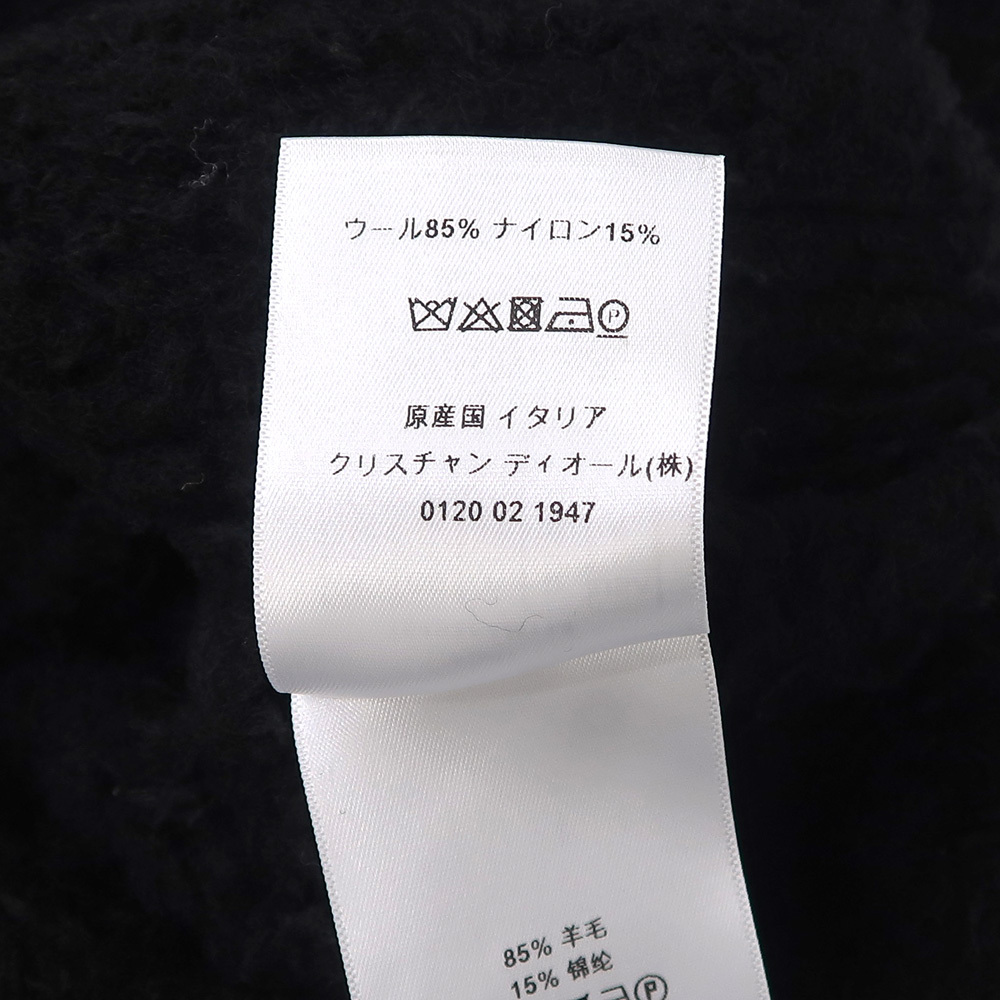 ウール85% ナイロン15%
P
原産国 イタリア
クリスチャン ディオール(株)
0120 02 1947
85% 羊毛
15% 锦纶
P